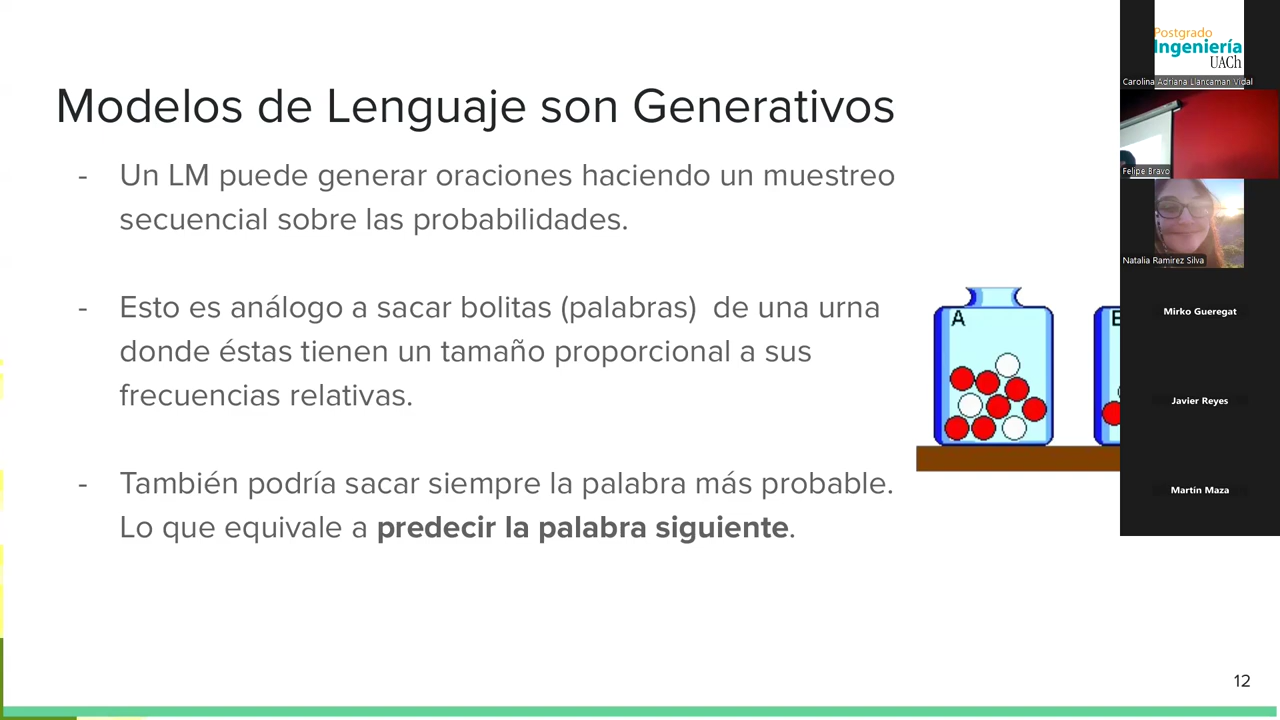 Modelos de Lenguaje son Generativos
- Un LM puede generar oraciones haciendo un muestreo
secuencial sobre las probabilidades.
- Esto es análogo a sacar bolitas (palabras)  de una urna
donde éstas tienen un tamaño proporcional a sus
frecuencias relativas.
- También podría sacar siempre la palabra más probable.
Lo que equivale a predecir la palabra siguiente.
A
12
Postgrado
Ingeniería
UACh
Carolina Adriana Llancaman Vidal
Felipe Bravo
Natalia Ramirez Silva
Mirko Gueregat
Javier Reyes
Martín Maza